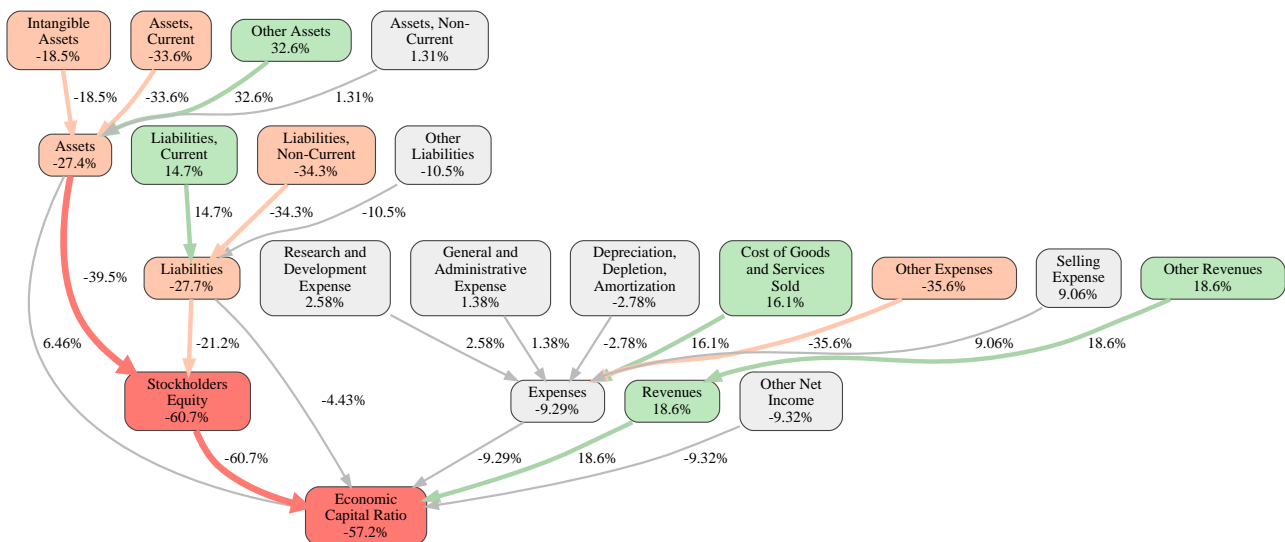 Intangible
Assets
-18.5%
Assets,
Current
-33.6%
Other Assets
32.6%
Assets, Non-
Current
1.31%
-18.5%
-33.6%
32.6%
1.31%
Assets
-27.4%
Liabilities,
Current
14.7%
Liabilities,
Non-Current
-34.3%
Other
Liabilities
-10.5%
14.7%
-34.3%
-10.5%
Liabilities
-27.7%
Research and
Development
Expense
2.58%
General and
Administrative
Expense
1.38%
Depreciation,
Depletion,
Amortization
-2.78%
Cost of Goods
and Services
Sold
16.1%
Other Expenses
-35.6%
Selling
Expense
9.06%
Other Revenues
18.6%
-39.5%
6.46%
-21.2%
-4.43%
2.58%
1.38%
-2.78%
16.1%
-35.6%
9.06%
18.6%
Stockholders
Equity
-60.7%
Expenses
-9.29%
Revenues
18.6%
Other Net
Income
-9.32%
-60.7%
-9.29%
18.6%
-9.32%
Economic
Capital Ratio
-57.2%